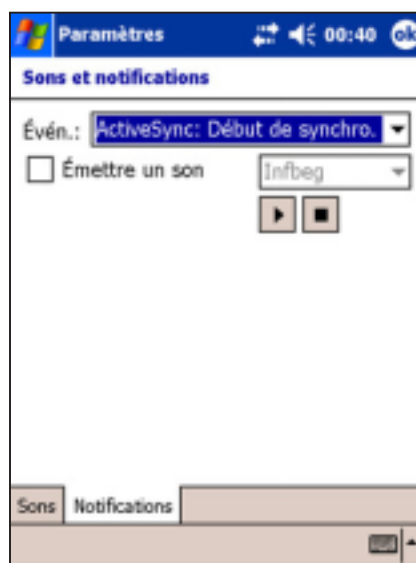 Paramètres 00:40 ok
Sons et notifications
Évén.: ActiveSync: Début de synchro.
Émettre un son Infbeg
Sons Notifications